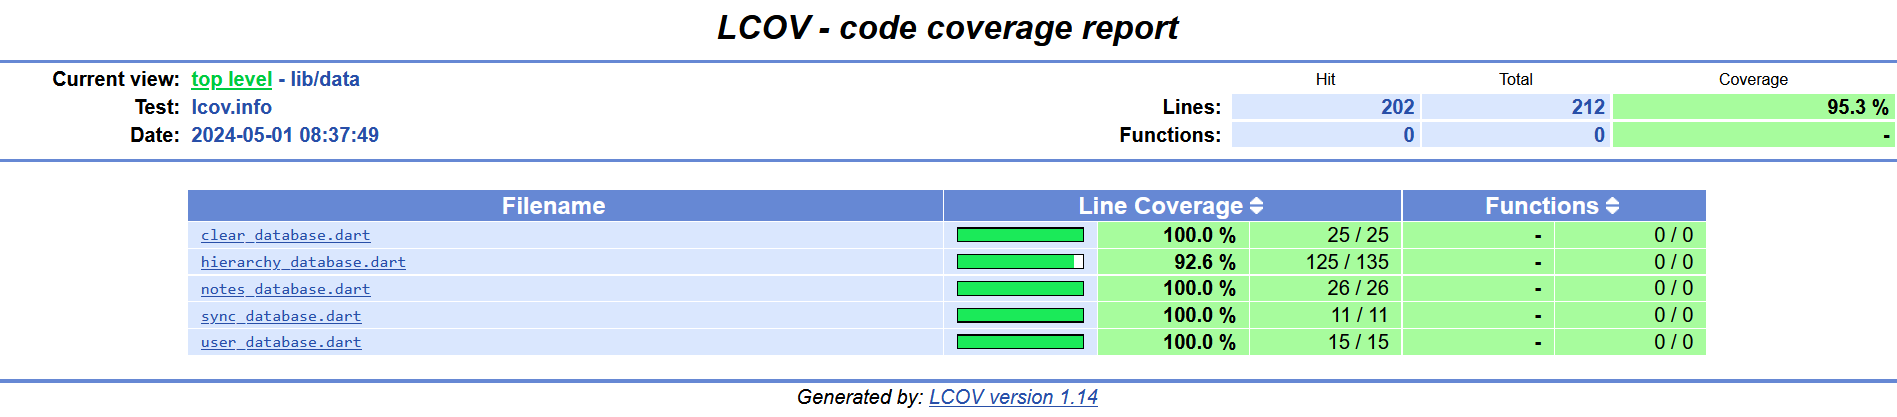 LCOV - code coverage report
Current view: top level - lib/data Hit Total Coverage
Test: lcov.info Lines: 202 212 95.3 %
Date: 2024-05-01 08:37:49 Functions: 0 0 -
Filename Line Coverage Functions
clear_database.dart 100.0 % 25 / 25 - 0 / 0
hierarchy_database.dart 92.6 % 125 / 135 - 0 / 0
notes_database.dart 100.0 % 26 / 26 - 0 / 0
sync_database.dart 100.0 % 11 / 11 - 0 / 0
user_database.dart 100.0 % 15 / 15 - 0 / 0
Generated by: LCOV version 1.14